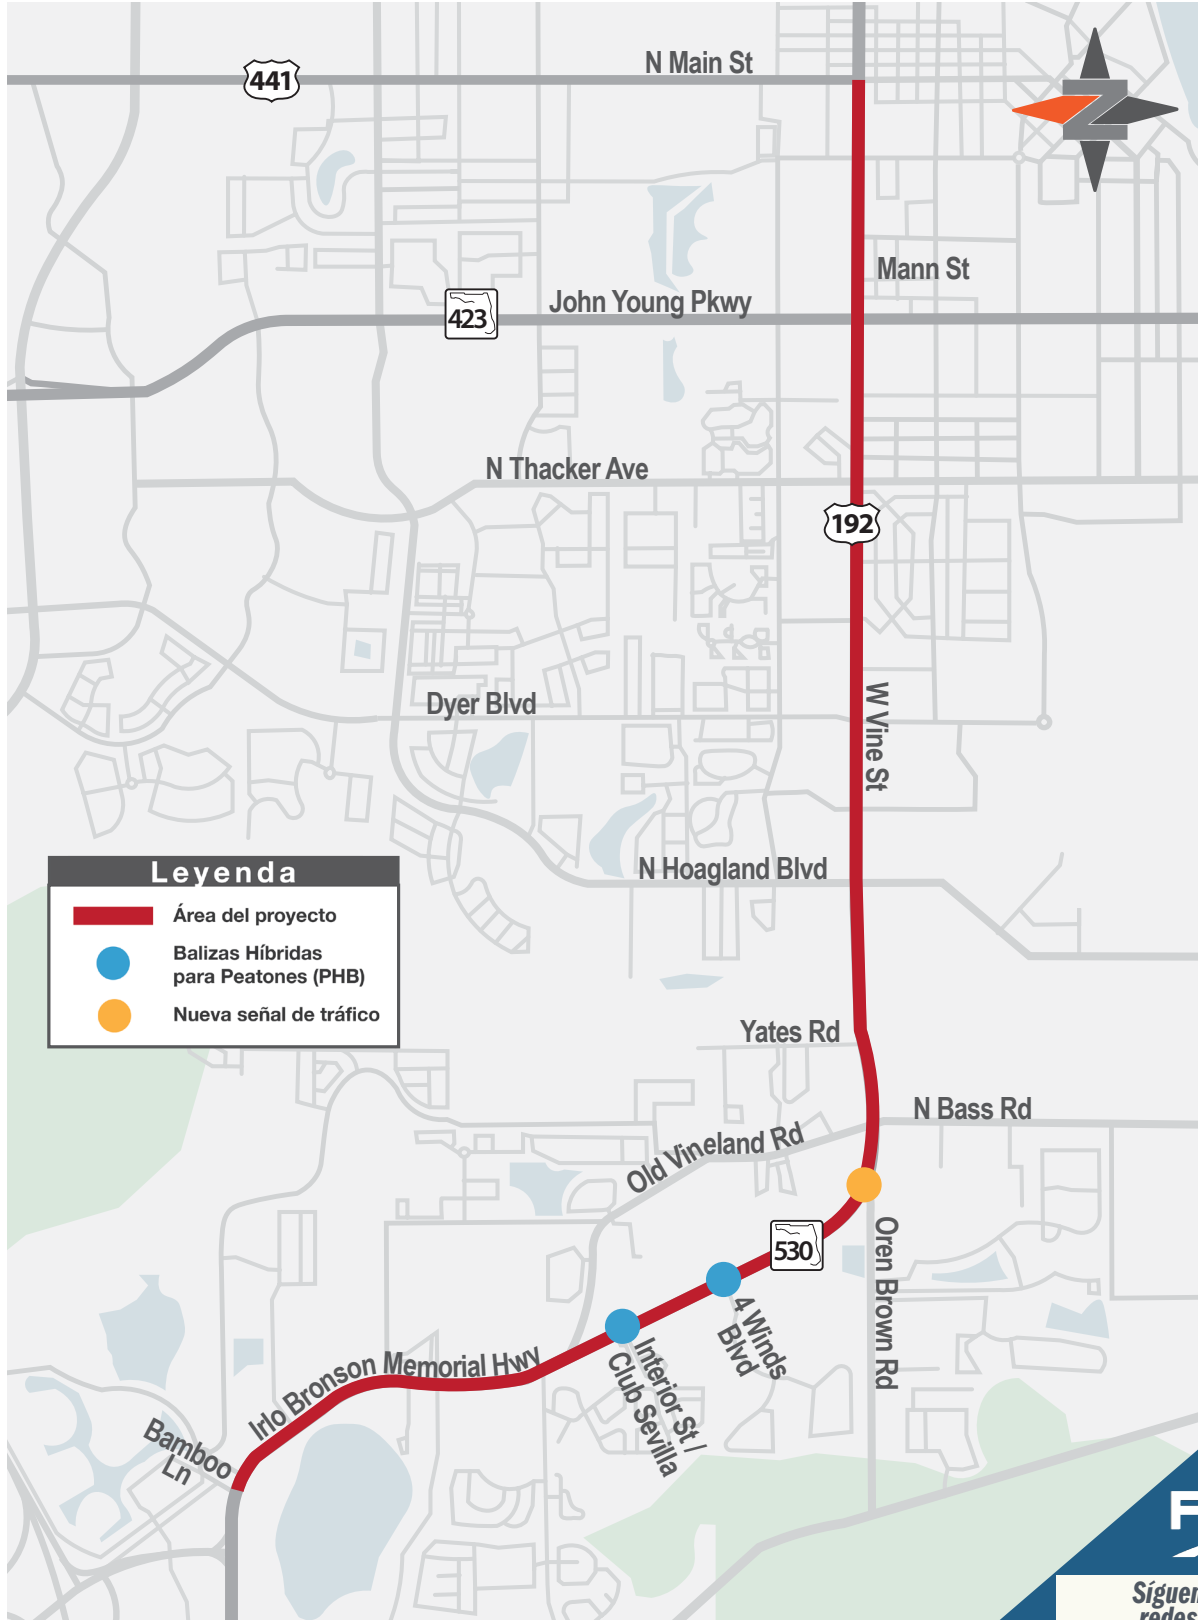 N Main St
441
N
Mann St
John Young Pkwy
423
N Thacker Ave
192
W Vine St
Dyer Blvd
N Hoagland Blvd
Leyenda
Área del proyecto
Balizas Híbridas
para Peatones (PHB)
Nueva señal de tráfico
Yates Rd
N Bass Rd
Old Vineland Rd
530
Oren Brown Rd
4 Winds
Blvd
Interior St /
Club Sevilla
Irlo Bronson Memorial Hwy
Bamboo
Ln
F